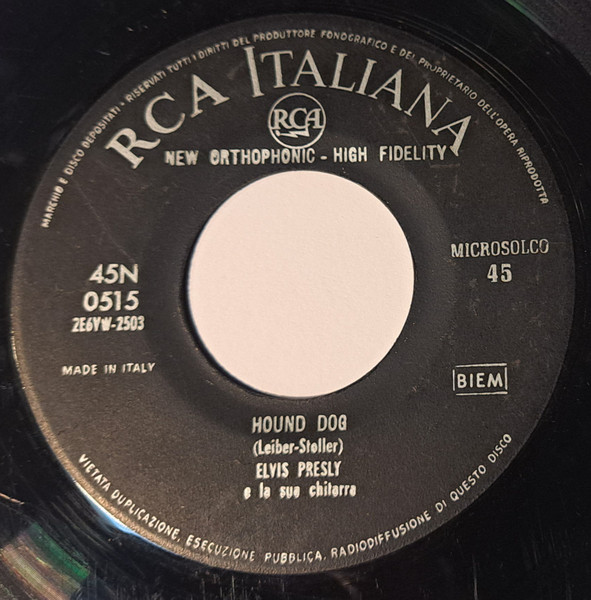 MARCHIO E DISCO DEPOSITATI • RISERVATI TUTTI I DIRITTI DEL PRODUTTORE FONOGRAFICO E DEL PROPRIETARIO DELL'OPERA RIPRODOTTA
RCA ITALIANA
RCA
NEW ORTHOPHONIC - HIGH FIDELITY
MICROSOLCO
45
45N
0515
2E6VW-2503
MADE IN ITALY
BIEM
HOUND DOG
(Leiber-Stoller)
ELVIS PRESLY
e la sua chitarra
VIETATA DUPLICAZIONE, ESECUZIONE PUBBLICA, RADIODIFFUSIONE DI QUESTO DISCO